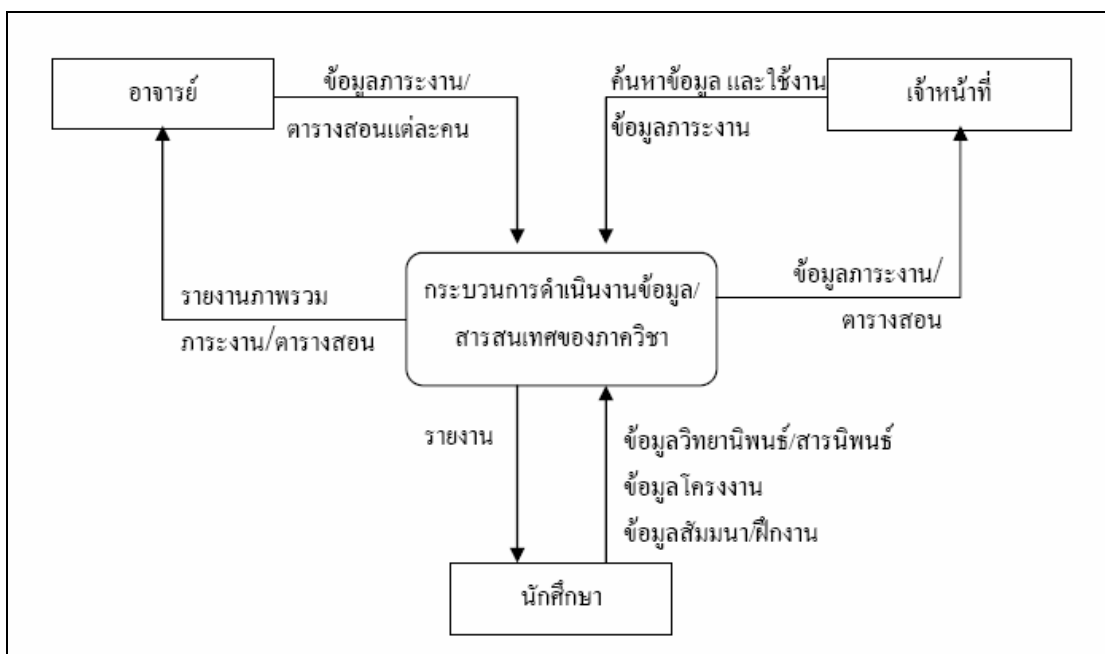 อาจารย์
ข้อมูลภาระงาน/
ตารางสอนแต่ละคน
ค้นหาข้อมูล และใช้งาน
ข้อมูลภาระงาน
เจ้าหน้าที่
รายงานภาพรวม
ภาระงาน/ตารางสอน
กระบวนการดำเนินงานข้อมูล/
สารสนเทศของภาควิชา
ข้อมูลภาระงาน/
ตารางสอน
รายงาน
ข้อมูลวิทยานิพนธ์/สารนิพนธ์
ข้อมูลโครงงาน
ข้อมูลสัมมนา/ฝึกงาน
นักศึกษา